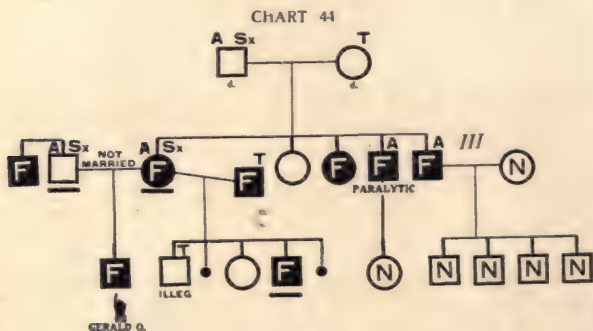 CHART 44
A Sx T
d. d.
A Sx NOT MARRIED A Sx A A III
F F T F F F F N
PARALYTIC
T
ILLEG
F F N N N N N
GERALD O.